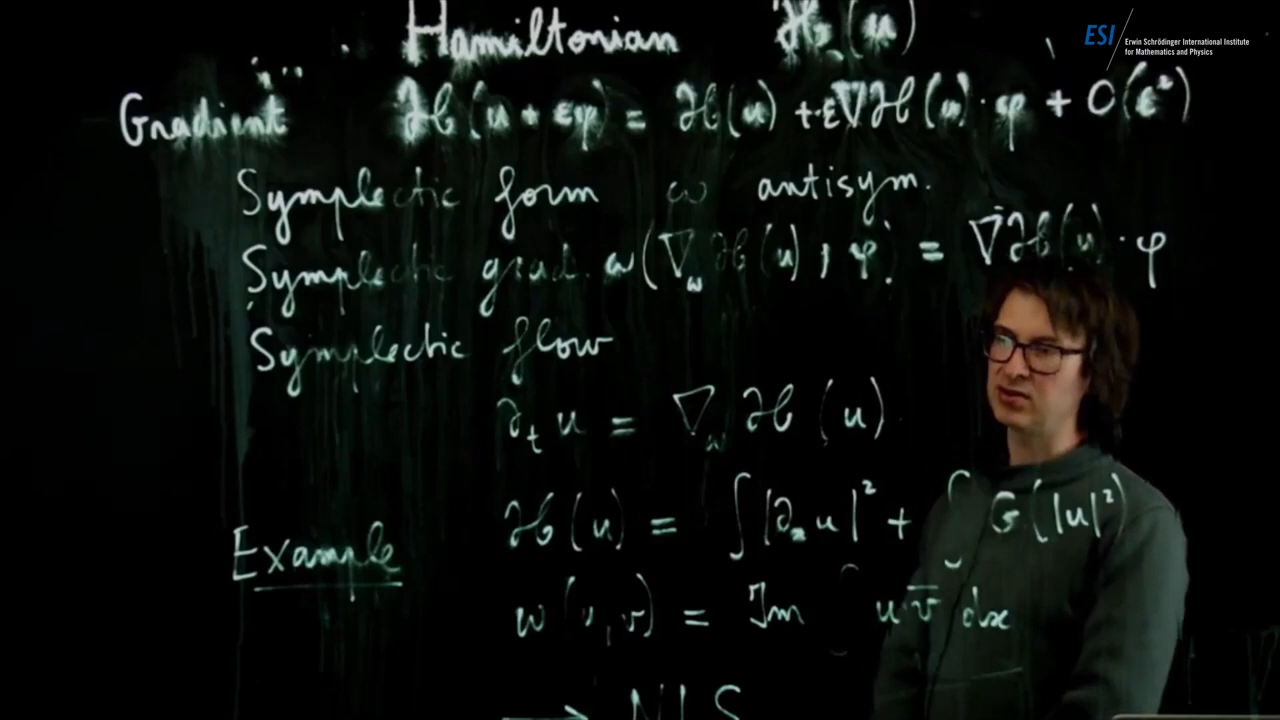 Hamiltonian ℋ(u)
ESI Erwin Schrödinger International Institute
for Mathematics and Physics
Gradient ℋ(u + εφ) = ℋ(u) + ε∇ℋ(u)·φ + O(ε²)
Symplectic form ω antisym.
Symplectic grad. ω(∇_ω ℋ(u), φ) = ∇ℋ(u)·φ
Symplectic flow
∂_t u = ∇_ω ℋ(u)
Example ℋ(u) = ∫|∂_x u|² + ∫ G(|u|²)
ω(u,v) = Im ∫ u v̅ dx
→ NLS